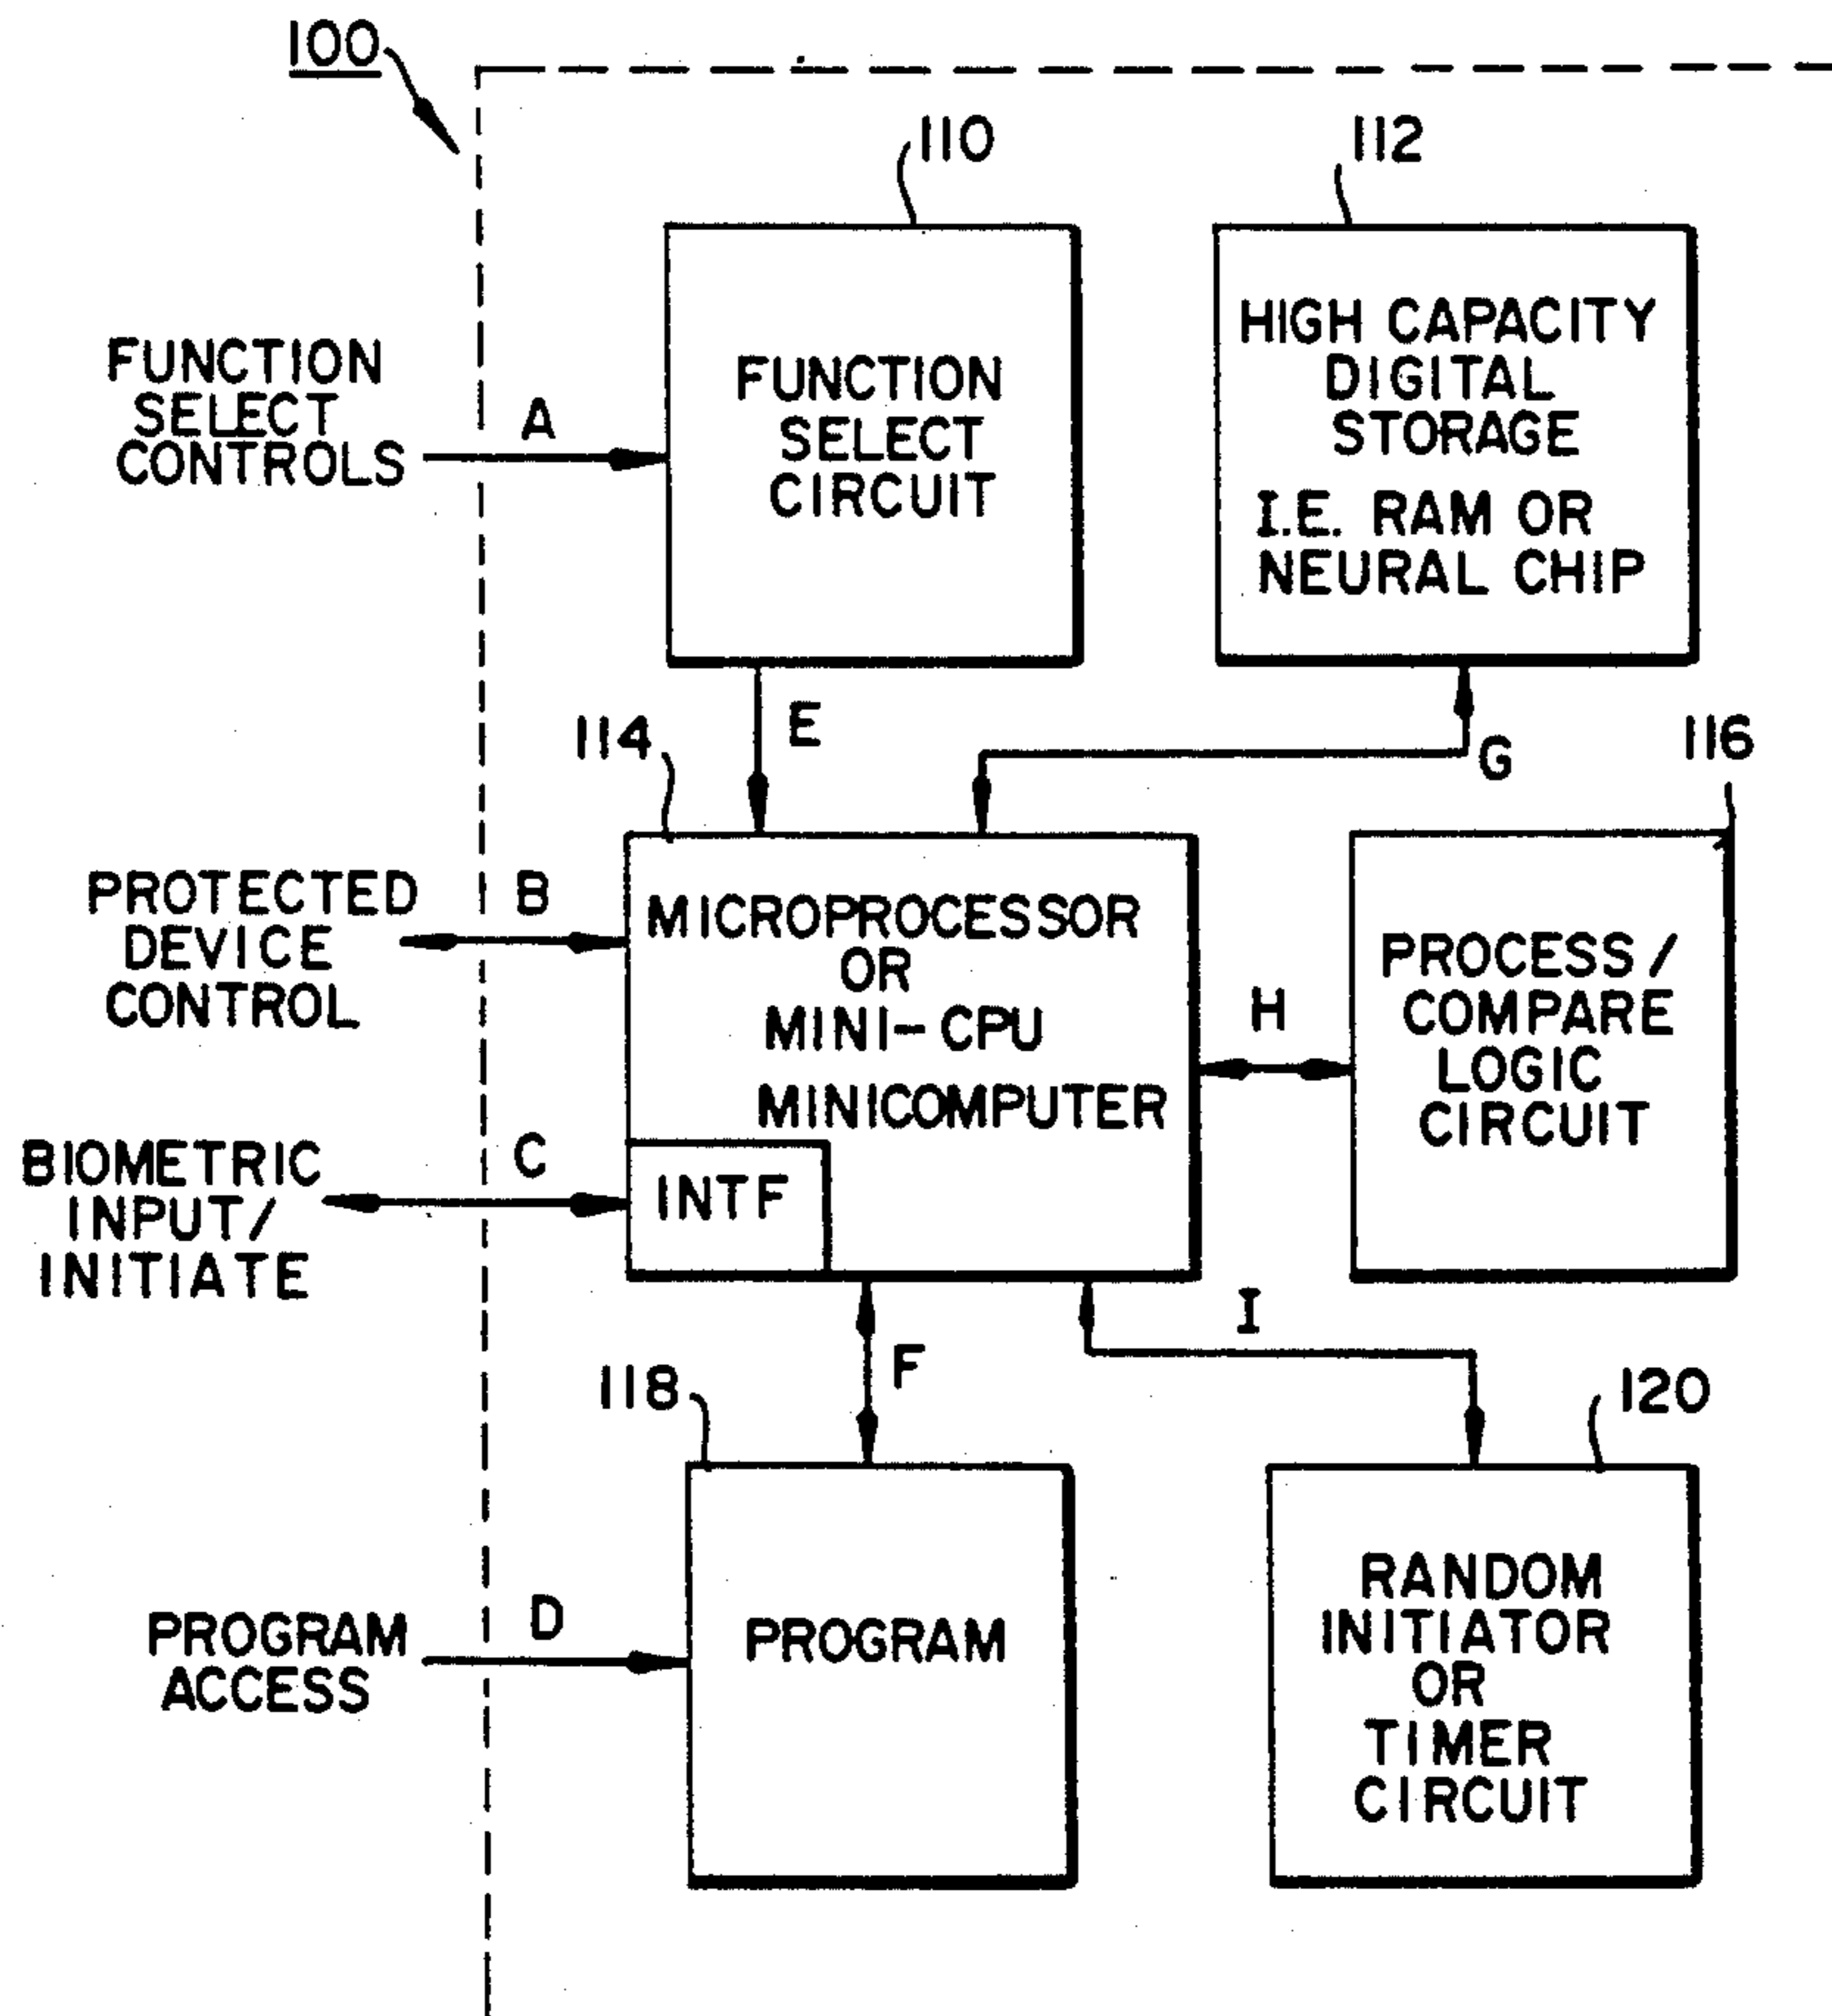 100
110
112
FUNCTION
SELECT
CONTROLS
A
FUNCTION
SELECT
CIRCUIT
HIGH CAPACITY
DIGITAL
STORAGE
I.E. RAM OR
NEURAL CHIP
E
G
114
116
PROTECTED
DEVICE
CONTROL
B
MICROPROCESSOR
OR
MINI-CPU
MINICOMPUTER
H
PROCESS/
COMPARE
LOGIC
CIRCUIT
BIOMETRIC
INPUT/
INITIATE
C
INTF
F
I
118
120
PROGRAM
ACCESS
D
PROGRAM
RANDOM
INITIATOR
OR
TIMER
CIRCUIT